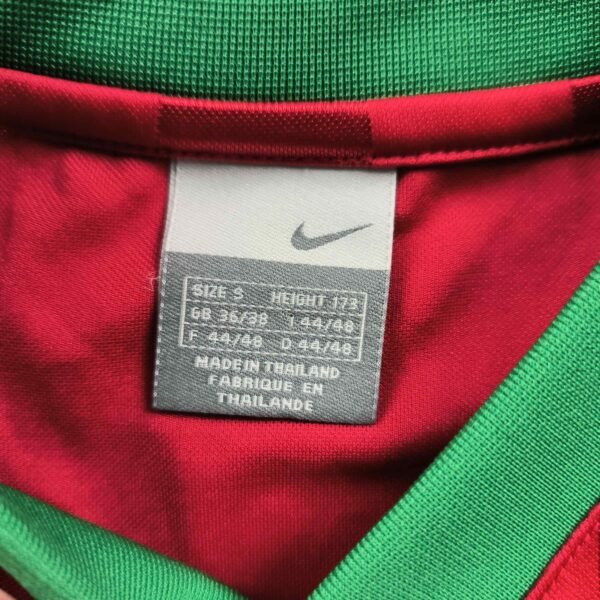 SIZE S HEIGHT 173
GB 36/38 I 44/48
F 44/48 D 44/48
MADE IN THAILAND
FABRIQUE EN
THAILANDE